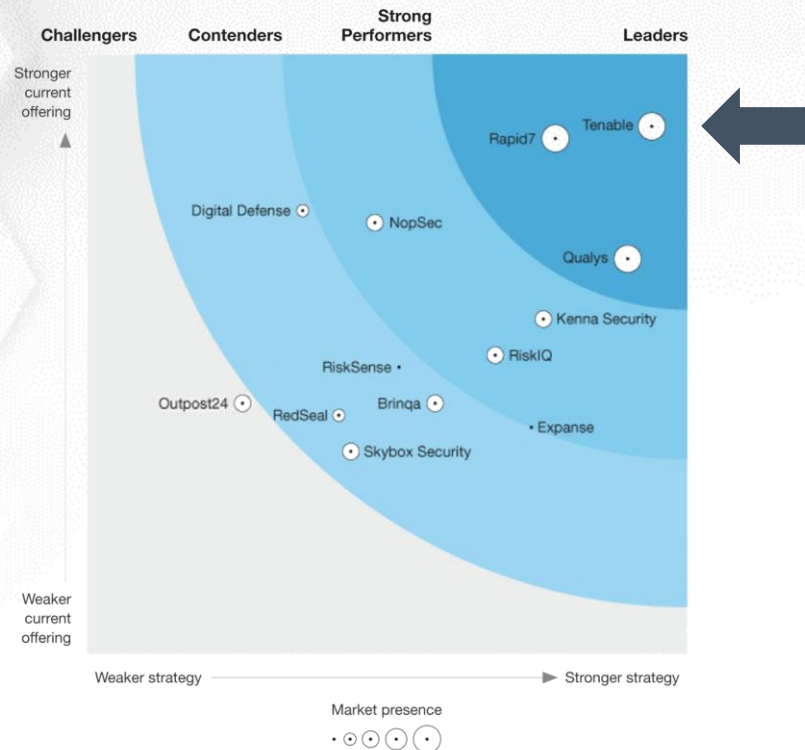 Strong
Challengers Contenders Performers Leaders
Stronger
current
offering
Tenable
Rapid7
Digital Defense
NopSec
Qualys
Kenna Security
RiskIQ
RiskSense
Outpost24
Brinqa
RedSeal
Expanse
Skybox Security
Weaker
current
offering
Weaker strategy
Stronger strategy
Market presence